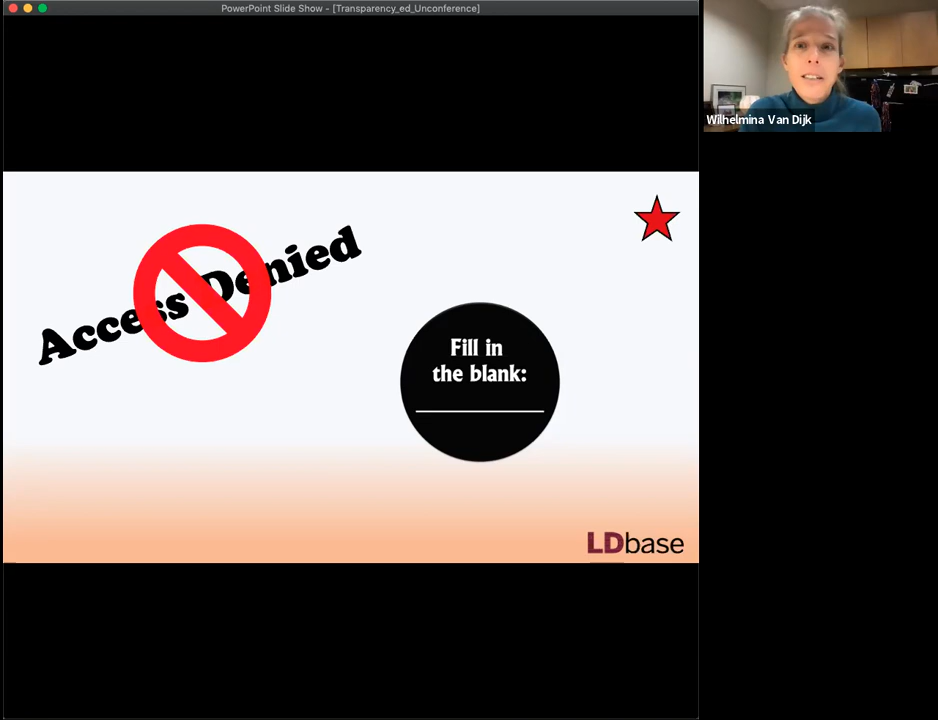 PowerPoint Slide Show - [Transparency_ed_Unconference]
Wilhelmina Van Dijk
Access Denied
Fill in
the blank:
LDbase